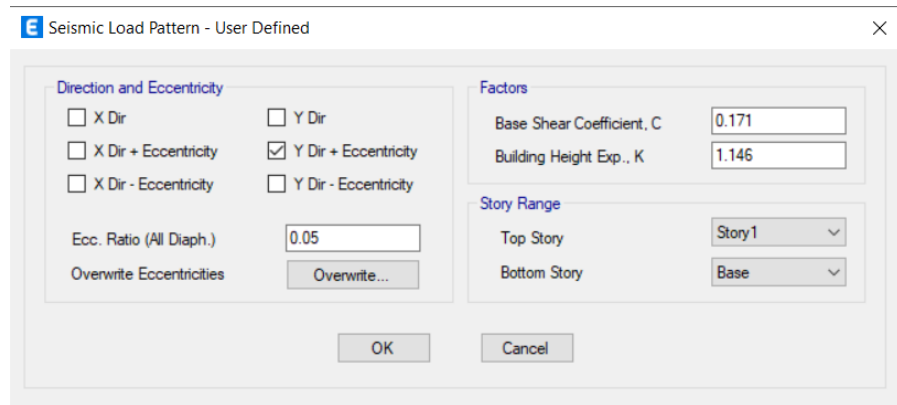 E Seismic Load Pattern - User Defined
Direction and Eccentricity
X Dir
Y Dir
X Dir + Eccentricity
Y Dir + Eccentricity
X Dir - Eccentricity
Y Dir - Eccentricity
Ecc. Ratio (All Diaph.) 0.05
Overwrite Eccentricities Overwrite...
Factors
Base Shear Coefficient, C 0.171
Building Height Exp., K 1.146
Story Range
Top Story Story1
Bottom Story Base
OK
Cancel